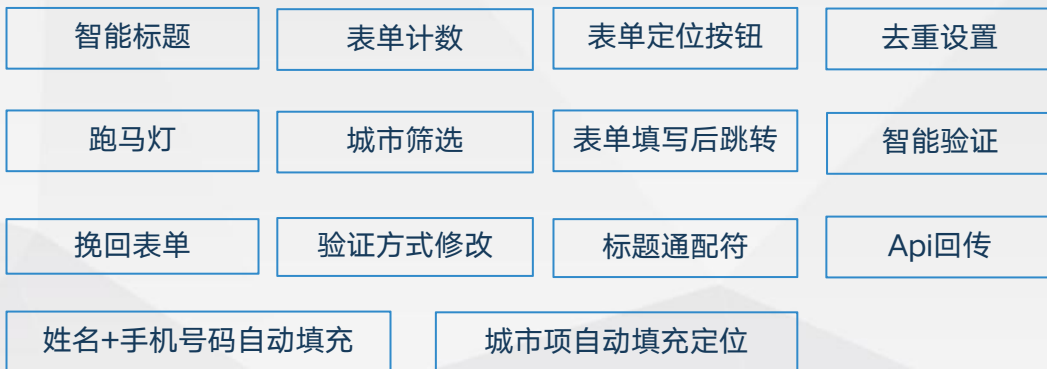 智能标题 表单计数 表单定位按钮 去重设置
跑马灯 城市筛选 表单填写后跳转 智能验证
挽回表单 验证方式修改 标题通配符 Api回传
姓名+手机号码自动填充 城市项自动填充定位